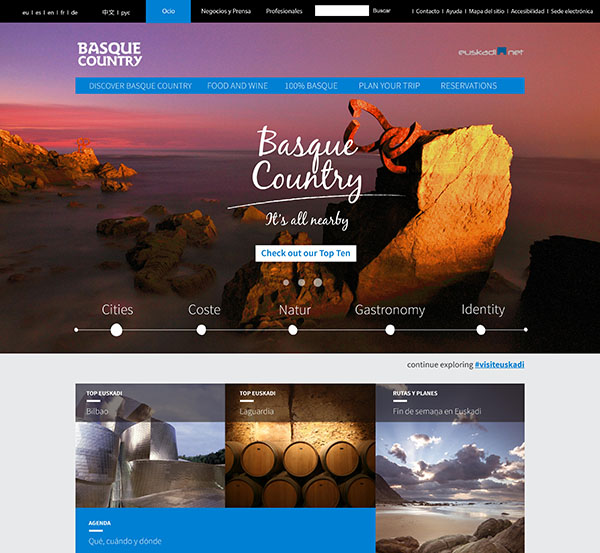 eu | es | en | fr | de
中文 | рус
Ocio
Negocios y Prensa
Profesionales
Buscar
| Contacto | Ayuda | Mapa del sitio | Accesibilidad | Sede electrónica
BASQUE
COUNTRY
euskadi net
DISCOVER BASQUE COUNTRY FOOD AND WINE 100% BASQUE PLAN YOUR TRIP RESERVATIONS
Basque
Country
It's all nearby
Check out our Top Ten
Cities Coste Natur Gastronomy Identity
continue exploring #visiteuskadi
TOP EUSKADI
Bilbao
TOP EUSKADI
Laguardia
RUTAS Y PLANES
Fin de semana en Euskadi
AGENDA
Qué, cuándo y dónde